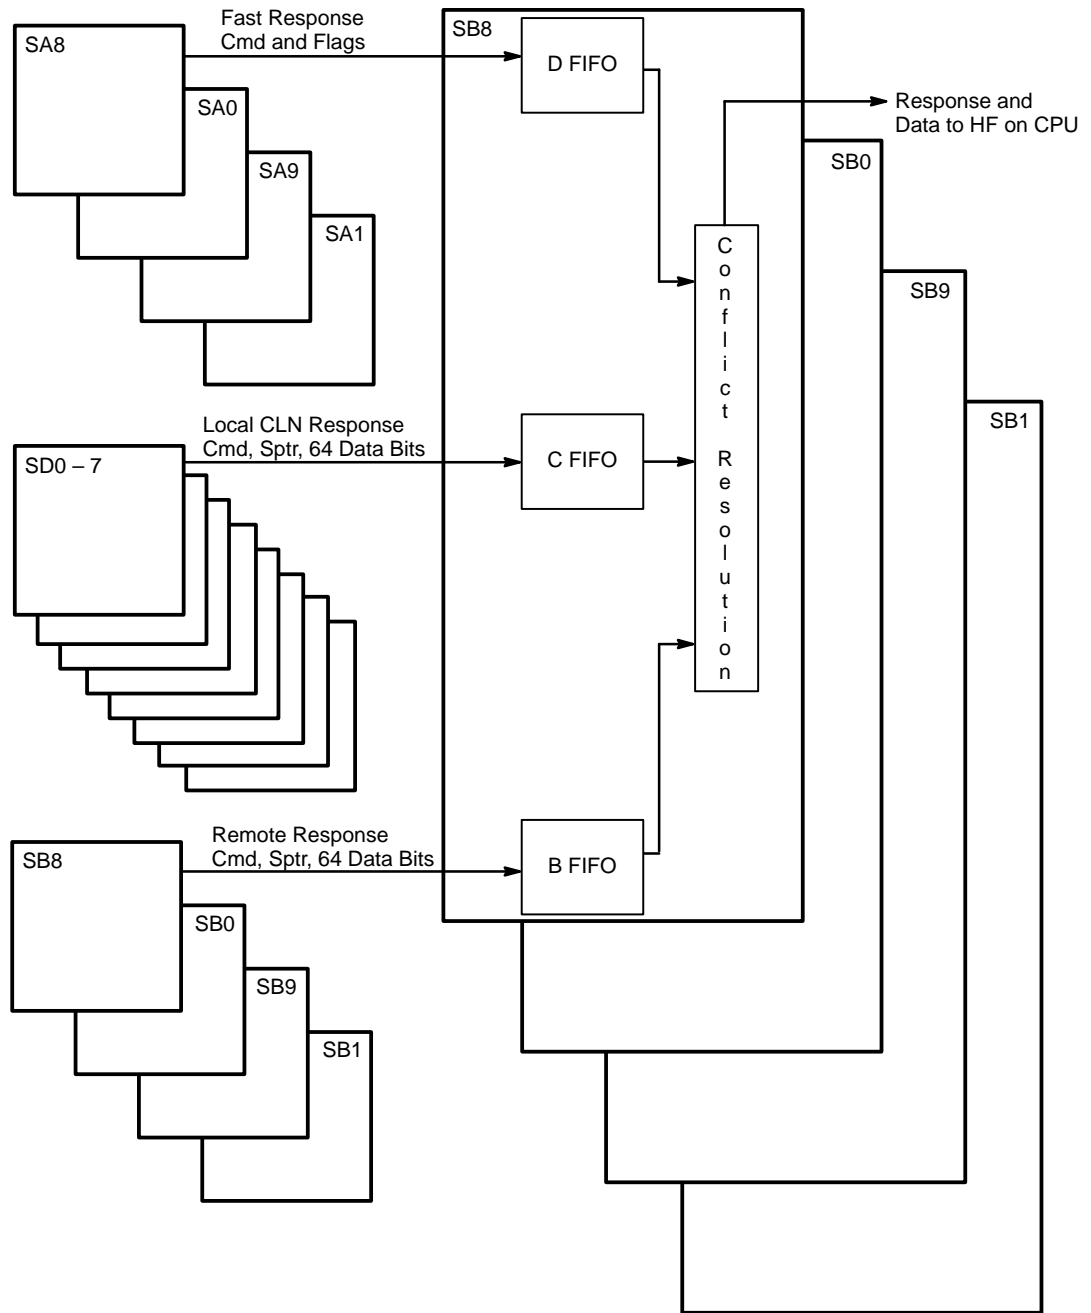 Fast Response
Cmd and Flags
SA8
SA0
SA9
SA1
SB8
D FIFO
Response and
Data to HF on CPU
SB0
SB9
SB1
Conflict Resolution
Local CLN Response
Cmd, Sptr, 64 Data Bits
SD0 – 7
C FIFO
Remote Response
Cmd, Sptr, 64 Data Bits
SB8
SB0
SB9
SB1
B FIFO